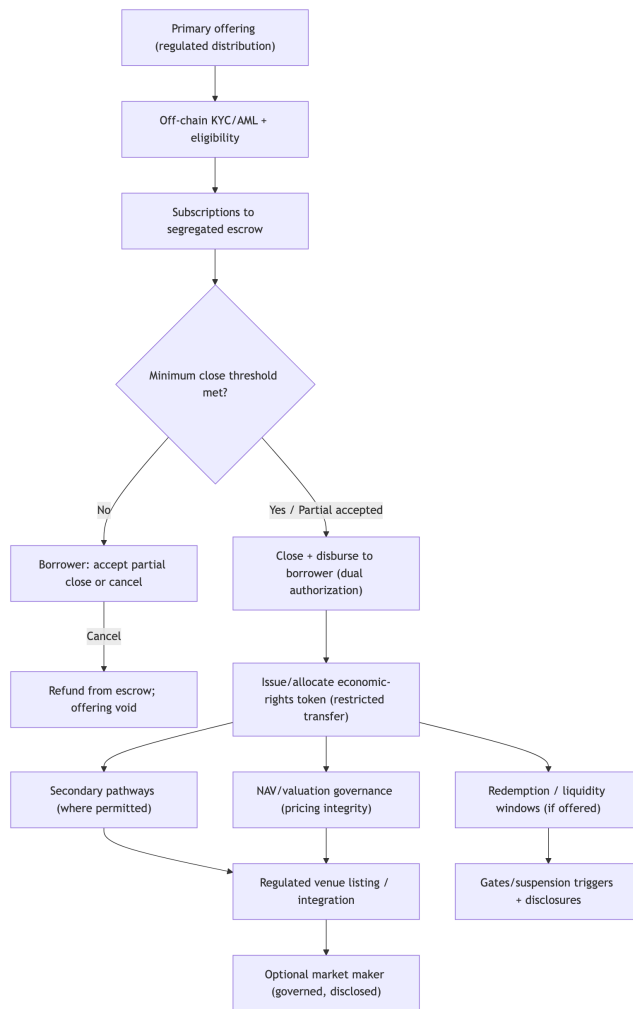 Primary offering
(regulated distribution)
Off-chain KYC/AML +
eligibility
Subscriptions to
segregated escrow
Minimum close threshold
met?
No
Yes / Partial accepted
Borrower: accept partial
close or cancel
Close + disburse to
borrower (dual
authorization)
Cancel
Refund from escrow;
offering void
Issue/allocate economic-
rights token (restricted
transfer)
Secondary pathways
(where permitted)
NAV/valuation governance
(pricing integrity)
Redemption / liquidity
windows (if offered)
Regulated venue listing /
integration
Gates/suspension triggers
+ disclosures
Optional market maker
(governed, disclosed)